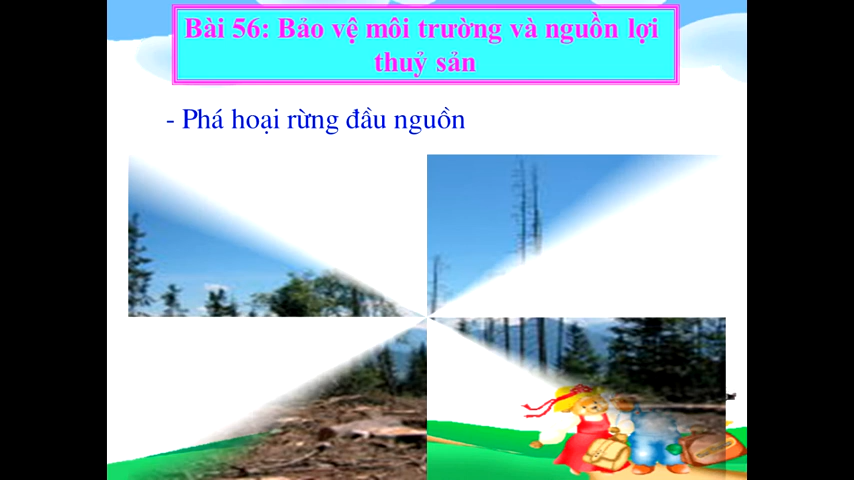 Bài 56: Bảo vệ môi trường và nguồn lợi
thuỷ sản
- Phá hoại rừng đầu nguồn